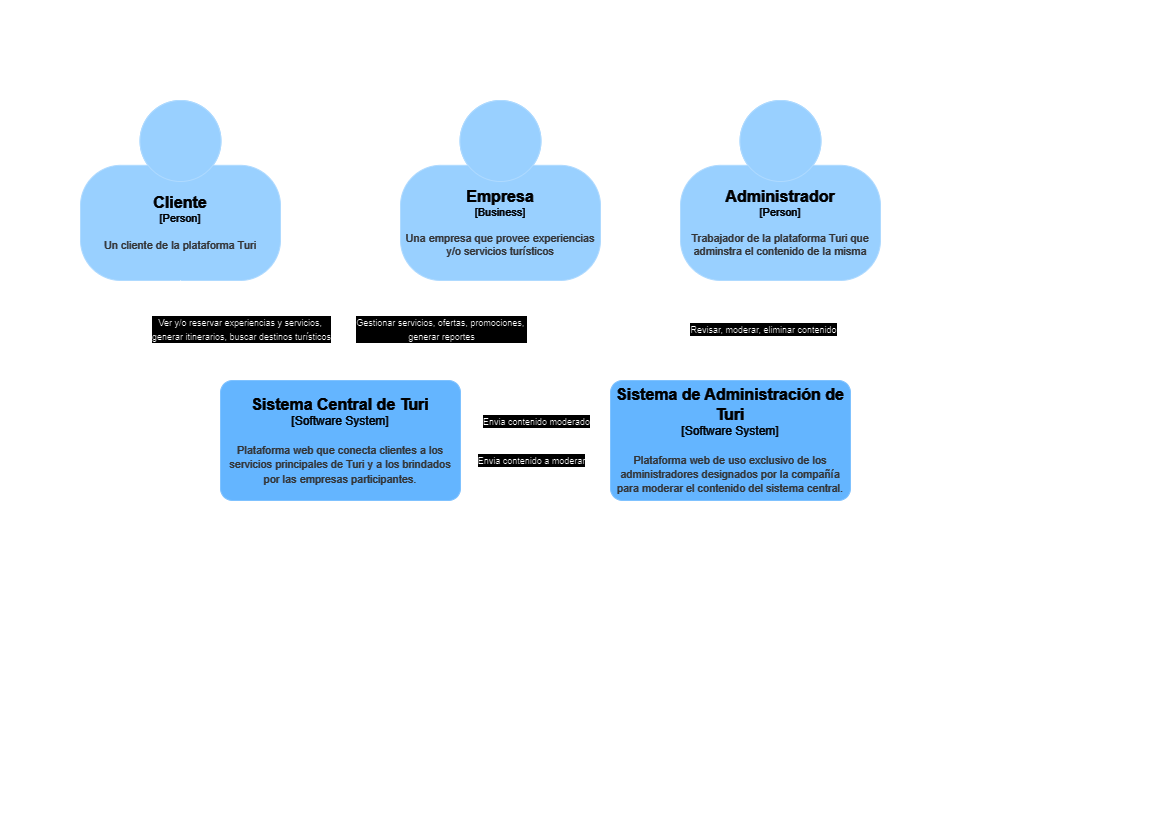 Cliente
[Person]
Un cliente de la plataforma Turi
Empresa
[Business]
Una empresa que provee experiencias
y/o servicios turísticos
Administrador
[Person]
Trabajador de la plataforma Turi que
adminstra el contenido de la misma
Ver y/o reservar experiencias y servicios,
generar itinerarios, buscar destinos turísticos
Gestionar servicios, ofertas, promociones,
generar reportes
Revisar, moderar, eliminar contenido
Sistema Central de Turi
[Software System]
Plataforma web que conecta clientes a los
servicios principales de Turi y a los brindados
por las empresas participantes.
Envia contenido moderado
Envia contenido a moderar
Sistema de Administración de
Turi
[Software System]
Plataforma web de uso exclusivo de los
administradores designados por la compañía
para moderar el contenido del sistema central.